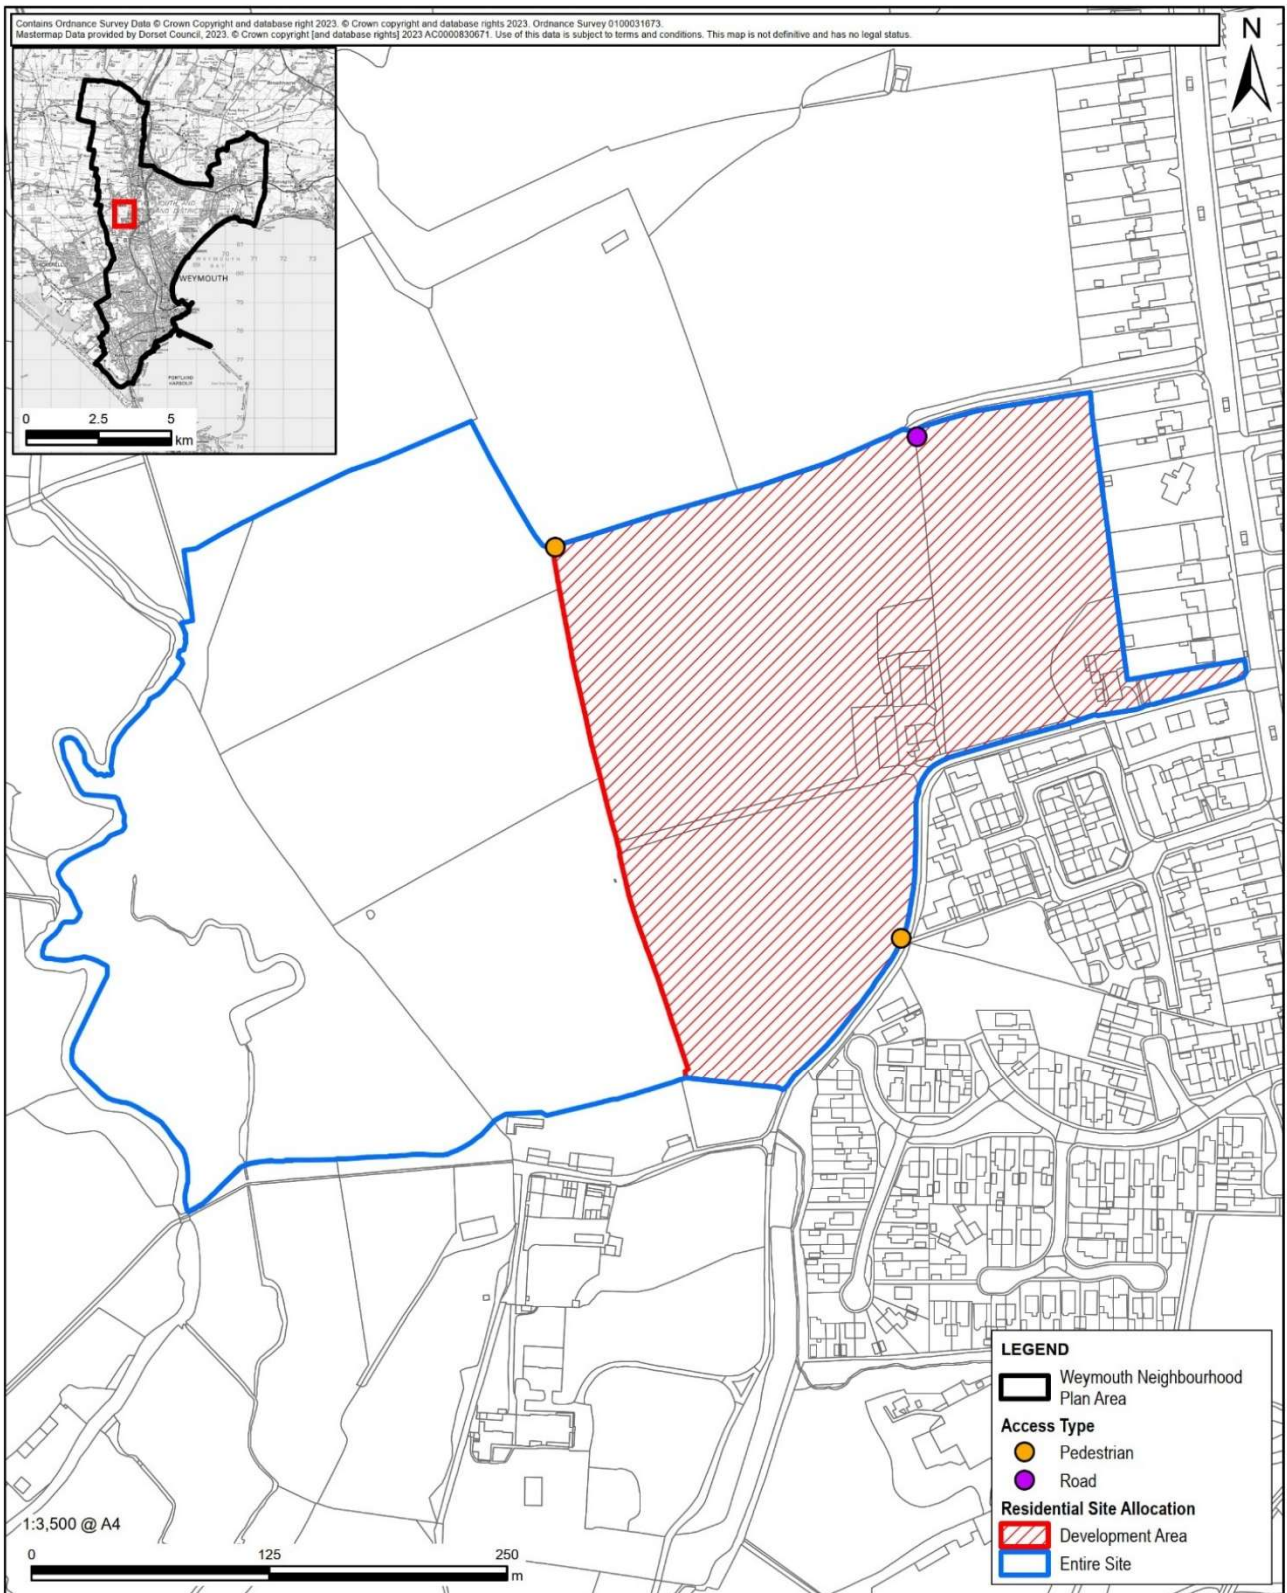 Contains Ordnance Survey Data © Crown Copyright and database right 2023. © Crown copyright and database rights 2023. Ordnance Survey 0100031673.
Mastermap Data provided by Dorset Council, 2023. © Crown copyright [and database rights] 2023 AC0000830671. Use of this data is subject to terms and conditions. This map is not definitive and has no legal status.
N
WEYMOUTH
PORTLAND
HARBOUR
0 2.5 5
km
LEGEND
Weymouth Neighbourhood
Plan Area
Access Type
Pedestrian
Road
Residential Site Allocation
Development Area
Entire Site
1:3,500 @ A4
0 125 250
m